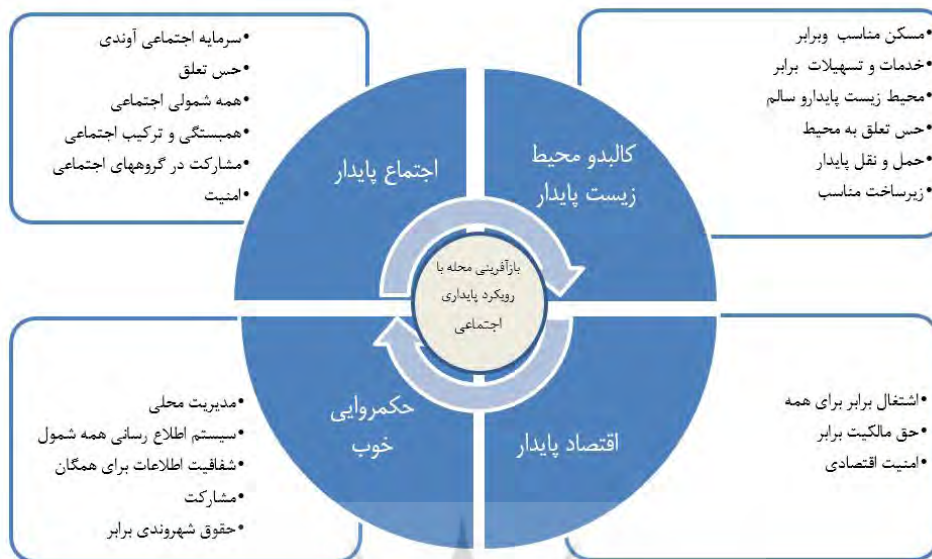 مسکن مناسب وبرابر
خدمات و تسهیلات برابر
محیط زیست پایدارو سالم
حس تعلق به محیط
حمل و نقل پایدار
زیرساخت مناسب
سرمایه اجتماعی آوندی
حس تعلق
همه شمولی اجتماعی
همبستگی و ترکیب اجتماعی
مشارکت در گروههای اجتماعی
امنیت
کالبدو محیط
زیست پایدار
اجتماع پایدار
بازآفرینی محله با
رویکرد پایداری
اجتماعی
اقتصاد پایدار
حکمروایی
خوب
اشتغال برابر برای همه
حق مالکیت برابر
امنیت اقتصادی
مدیریت محلی
سیستم اطلاع رسانی همه شمول
شفاقیت اطلاعات برای همگان
مشارکت
حقوق شهروندی برابر